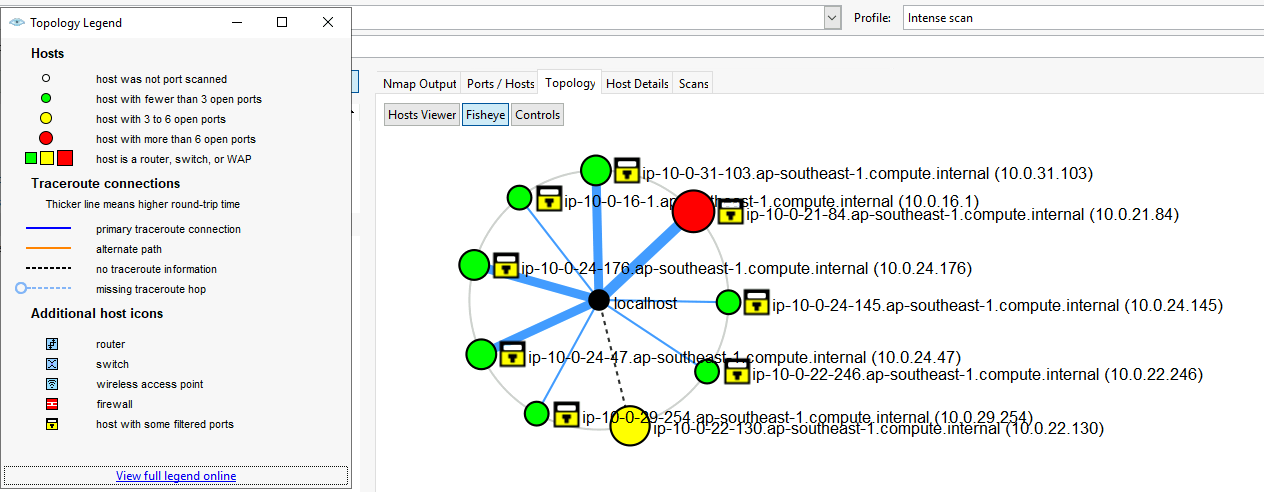 Topology Legend
Hosts
host was not port scanned
host with fewer than 3 open ports
host with 3 to 6 open ports
host with more than 6 open ports
host is a router, switch, or WAP
Traceroute connections
Thicker line means higher round-trip time
primary traceroute connection
alternate path
no traceroute information
missing traceroute hop
Additional host icons
router
switch
wireless access point
firewall
host with some filtered ports
View full legend online
Profile:
Intense scan
Nmap Output
Ports / Hosts
Topology
Host Details
Scans
Hosts Viewer
Fisheye
Controls
ip-10-0-31-103.ap-southeast-1.compute.internal (10.0.31.103)
ip-10-0-16-1.ap-southeast-1.compute.internal (10.0.16.1)
ip-10-0-21-84.ap-southeast-1.compute.internal (10.0.21.84)
ip-10-0-24-176.ap-southeast-1.compute.internal (10.0.24.176)
localhost
ip-10-0-24-145.ap-southeast-1.compute.internal (10.0.24.145)
ip-10-0-24-47.ap-southeast-1.compute.internal (10.0.24.47)
ip-10-0-22-246.ap-southeast-1.compute.internal (10.0.22.246)
ip-10-0-29-254.ap-southeast-1.compute.internal (10.0.29.254)
ip-10-0-22-130.ap-southeast-1.compute.internal (10.0.22.130)